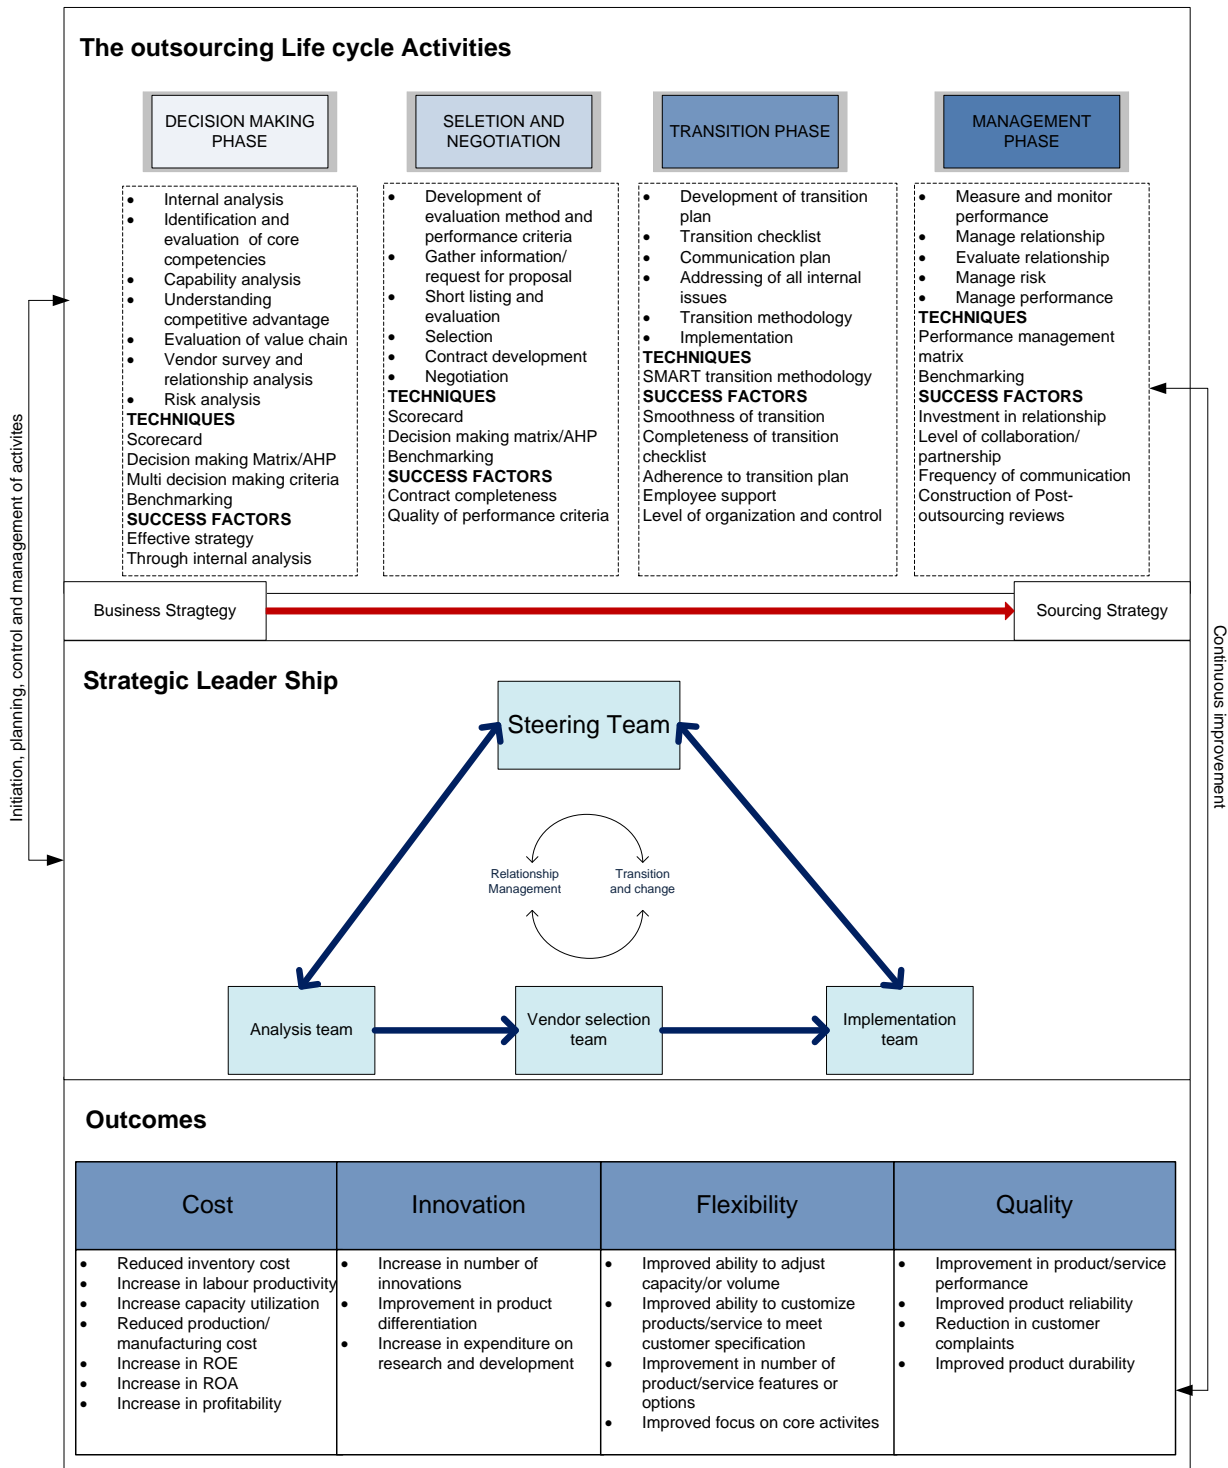 The outsourcing Life cycle Activities
DECISION MAKING
PHASE
SELETION AND
NEGOTIATION
TRANSITION PHASE
MANAGEMENT
PHASE
• Internal analysis
• Identification and
evaluation of core
competencies
• Capability analysis
• Understanding
competitive advantage
• Evaluation of value chain
• Vendor survey and
relationship analysis
• Risk analysis
TECHNIQUES
Scorecard
Decision making Matrix/AHP
Multi decision making criteria
Benchmarking
SUCCESS FACTORS
Effective strategy
Through internal analysis
• Development of
evaluation method and
performance criteria
• Gather information/
request for proposal
• Short listing and
evaluation
• Selection
• Contract development
• Negotiation
TECHNIQUES
Scorecard
Decision making matrix/AHP
Benchmarking
SUCCESS FACTORS
Contract completeness
Quality of performance criteria
• Development of transition
plan
• Transition checklist
• Communication plan
• Addressing of all internal
issues
• Transition methodology
• Implementation
TECHNIQUES
SMART transition methodology
SUCCESS FACTORS
Smoothness of transition
Completeness of transition
checklist
Adherence to transition plan
Employee support
Level of organization and control
• Measure and monitor
performance
• Manage relationship
• Evaluate relationship
• Manage risk
• Manage performance
TECHNIQUES
Performance management
matrix
Benchmarking
SUCCESS FACTORS
Investment in relationship
Level of collaboration/
partnership
Frequency of communication
Construction of Post-
outsourcing reviews
Business Stragtegy
Sourcing Strategy
Initiation, planning, control and management of activites
Continuous improvement
Strategic Leader Ship
Steering Team
Relationship
Management
Transition
and change
Analysis team
Vendor selection
team
Implementation
team
Outcomes
Cost
Innovation
Flexibility
Quality
• Reduced inventory cost
• Increase in labour productivity
• Increase capacity utilization
• Reduced production/
manufacturing cost
• Increase in ROE
• Increase in ROA
• Increase in profitability
• Increase in number of
innovations
• Improvement in product
differentiation
• Increase in expenditure on
research and development
• Improved ability to adjust
capacity/or volume
• Improved ability to customize
products/service to meet
customer specification
• Improvement in number of
product/service features or
options
• Improved focus on core activites
• Improvement in product/service
performance
• Improved product reliability
• Reduction in customer
complaints
• Improved product durability